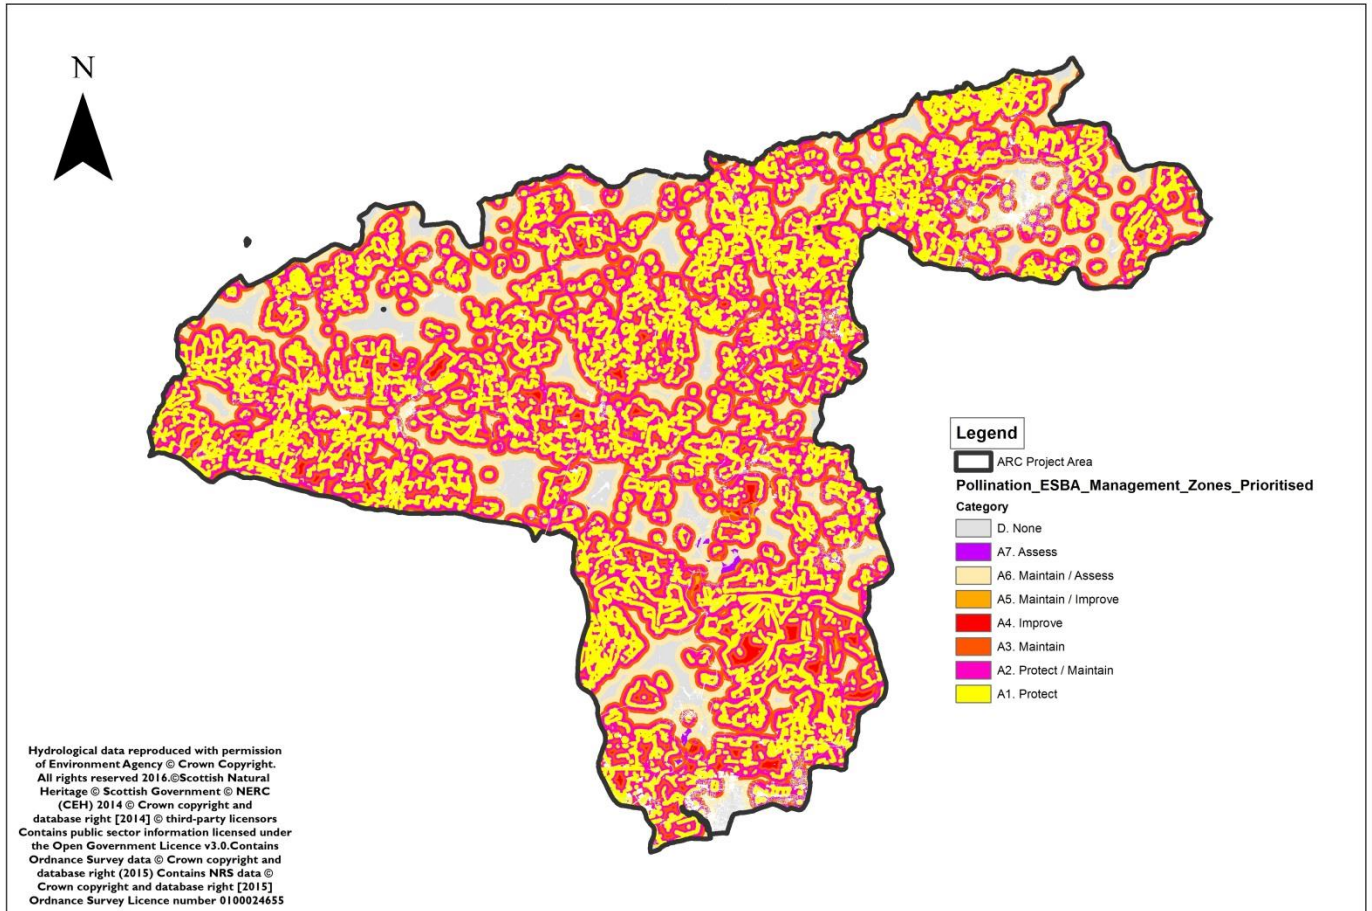 N
Legend
ARC Project Area
Pollination_ESBA_Management_Zones_Prioritised
Category
D. None
A7. Assess
A6. Maintain / Assess
A5. Maintain / Improve
A4. Improve
A3. Maintain
A2. Protect / Maintain
A1. Protect
Hydrological data reproduced with permission
of Environment Agency © Crown Copyright.
All rights reserved 2016.©Scottish Natural
Heritage © Scottish Government © NERC
(CEH) 2014 © Crown copyright and
database right [2014] © third-party licensors
Contains public sector information licensed under
the Open Government Licence v3.0.Contains
Ordnance Survey data © Crown copyright and
database right (2015) Contains NRS data ©
Crown copyright and database right [2015]
Ordnance Survey Licence number 0100024655